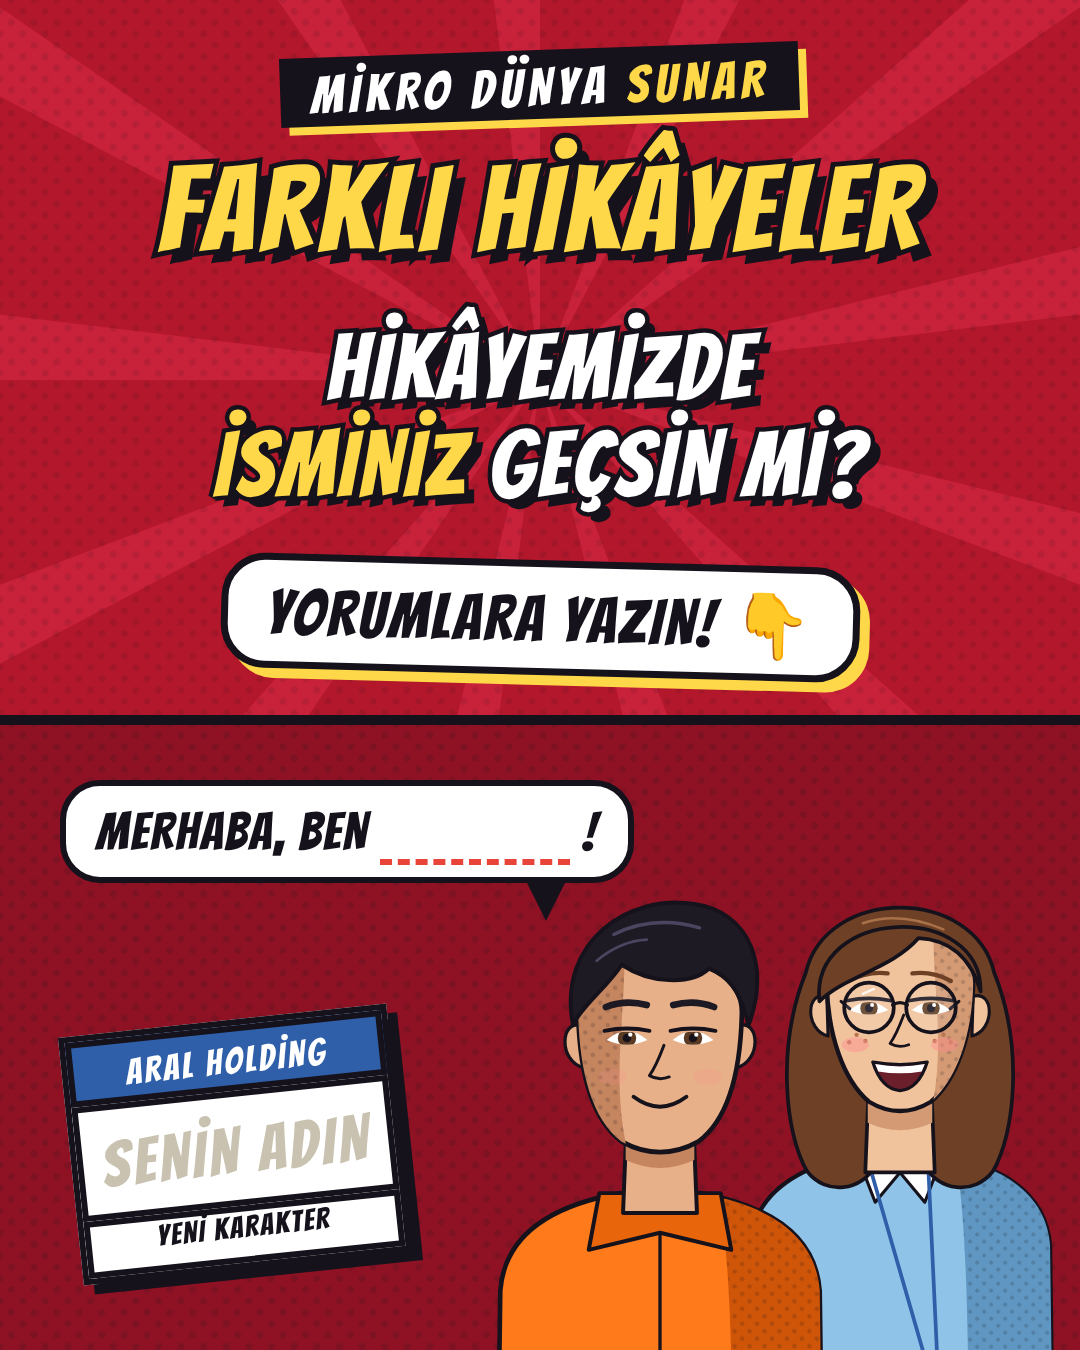 MİKRO DÜNYA SUNAR
FARKLI HİKÂYELER
HİKÂYEMİZDE
İSMİNİZ GEÇSİN Mİ?
YORUMLARA YAZIN! 👇
MERHABA, BEN __________ !
ARAL HOLDİNG
SENİN ADIN
YENİ KARAKTER